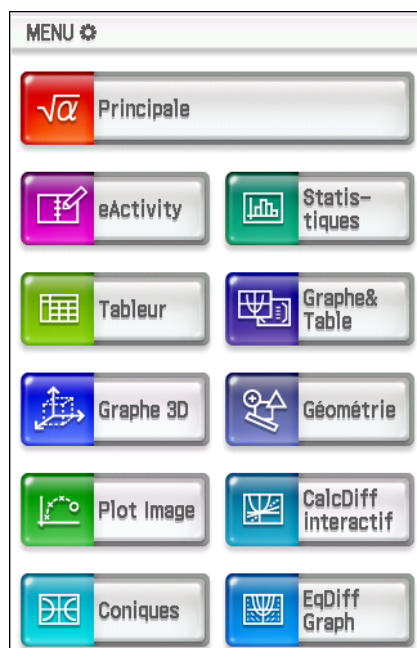 MENU
√α Principale
eActivity
Statis-
tiques
Tableur
Graphe&
Table
Graphe 3D
Géométrie
Plot Image
CalcDiff
interactif
Coniques
EqDiff
Graph